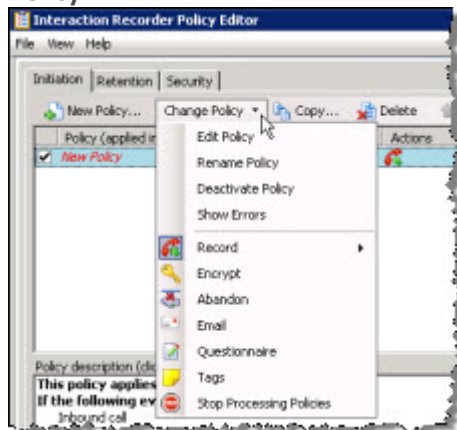 Interaction Recorder Policy Editor
File View Help
Initiation Retention Security
New Policy... Change Policy Copy... Delete
Policy (applied in Actions
New Policy
Edit Policy
Rename Policy
Deactivate Policy
Show Errors
Record
Encrypt
Abandon
Email
Questionnaire
Tags
Stop Processing Policies
Policy description (clic
This policy applies
If the following ev
Inbound call